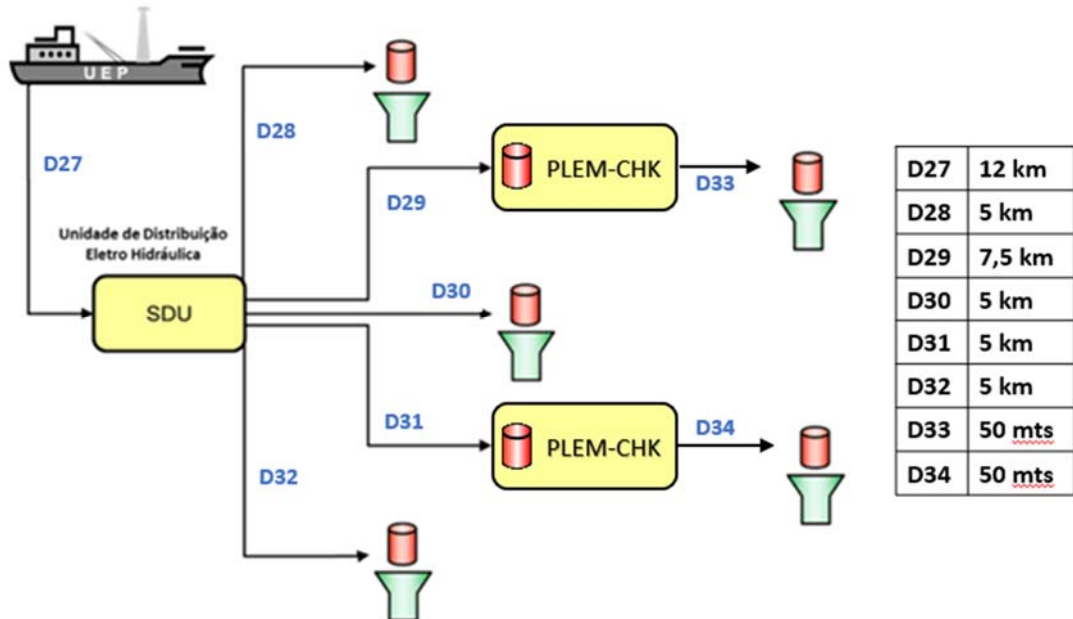 UEP
D27
D28
PLEM-CHK
D33
D29
Unidade de Distribuição
Eletro Hidráulica
SDU
D30
D31
PLEM-CHK
D34
D32
D27 12 km
D28 5 km
D29 7,5 km
D30 5 km
D31 5 km
D32 5 km
D33 50 mts
D34 50 mts